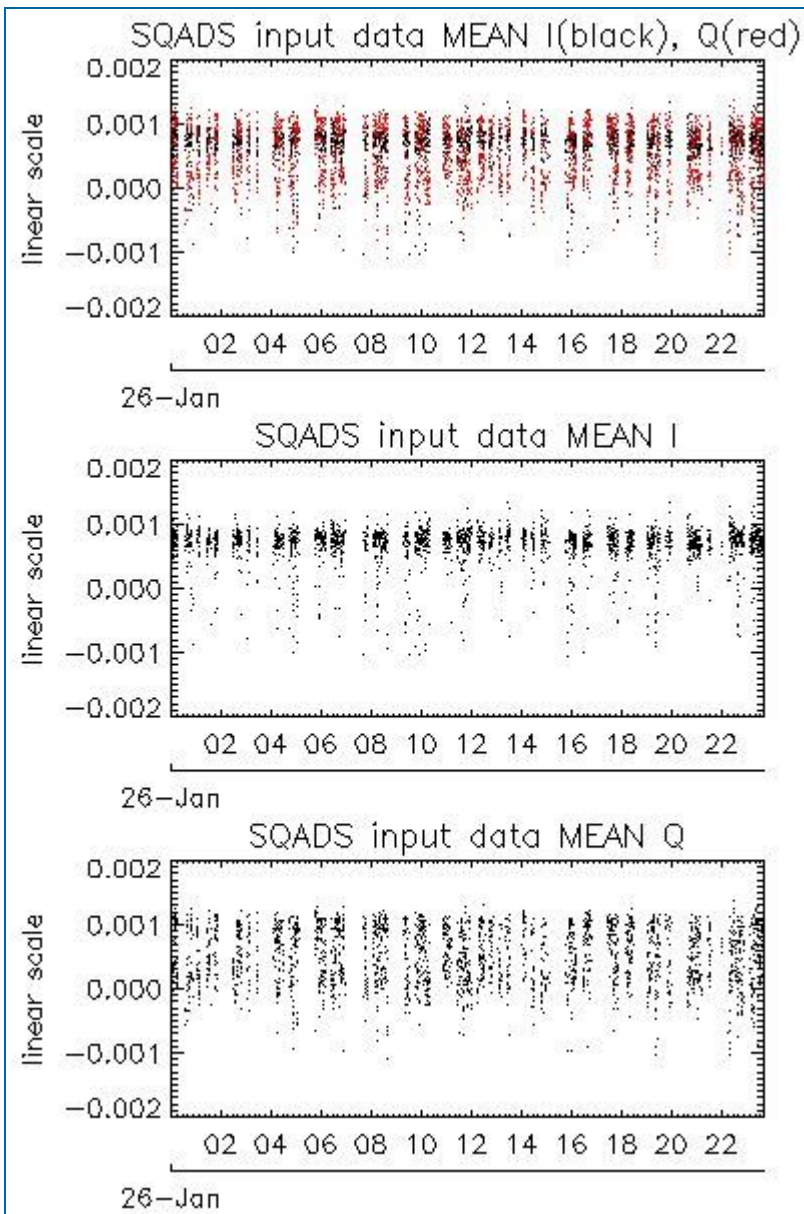 SQADS input data MEAN I(black), Q(red)
0.002
0.001
0.000
-0.001
-0.002
linear scale
02 04 06 08 10 12 14 16 18 20 22
26-Jan
SQADS input data MEAN I
0.002
0.001
0.000
-0.001
-0.002
linear scale
02 04 06 08 10 12 14 16 18 20 22
26-Jan
SQADS input data MEAN Q
0.002
0.001
0.000
-0.001
-0.002
linear scale
02 04 06 08 10 12 14 16 18 20 22
26-Jan